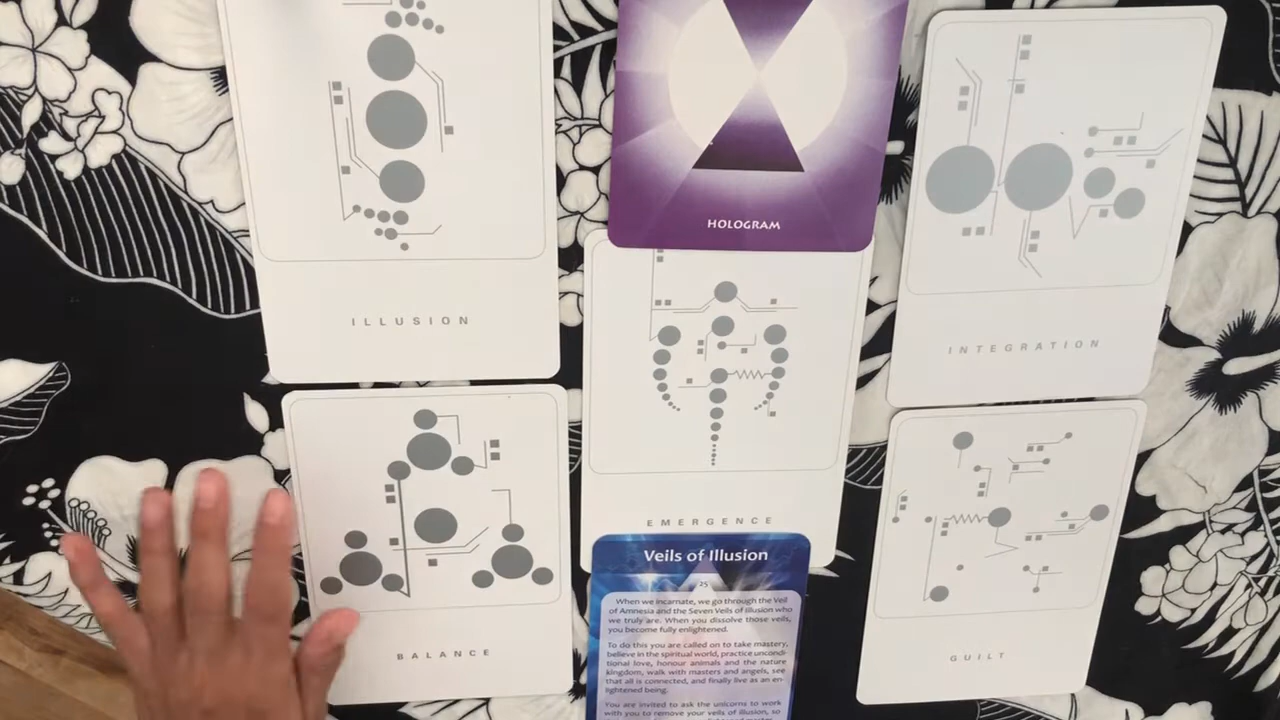 HOLOGRAM
ILLUSION
INTEGRATION
EMERGENCE
BALANCE
GUILT
Veils of Illusion
25
When we incarnate, we go through the Veil
of Amnesia and the Seven Veils of Illusion who
we truly are. When you dissolve those veils,
you become fully enlightened.
To do this you are called on to take mastery,
believe in the spiritual world, practice uncondi-
tional love, honour animals and the nature
kingdom, walk with masters and angels, see
that all is connected, and finally live as an en-
lightened being.
You are invited to ask the unicorns to work
with you to remove your veils of illusion, so